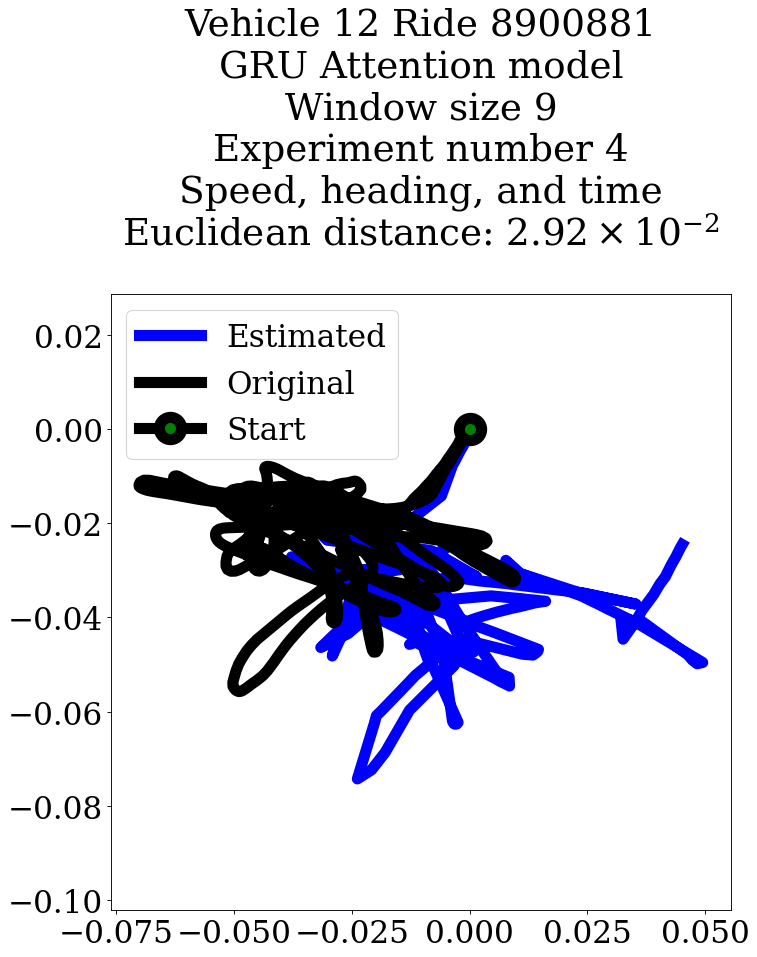 Vehicle 12 Ride 8900881
GRU Attention model
Window size 9
Experiment number 4
Speed, heading, and time
Euclidean distance: 2.92 × 10⁻²
Estimated
Original
Start
0.02
0.00
−0.02
−0.04
−0.06
−0.08
−0.10
−0.075 −0.050 −0.025 0.000 0.025 0.050